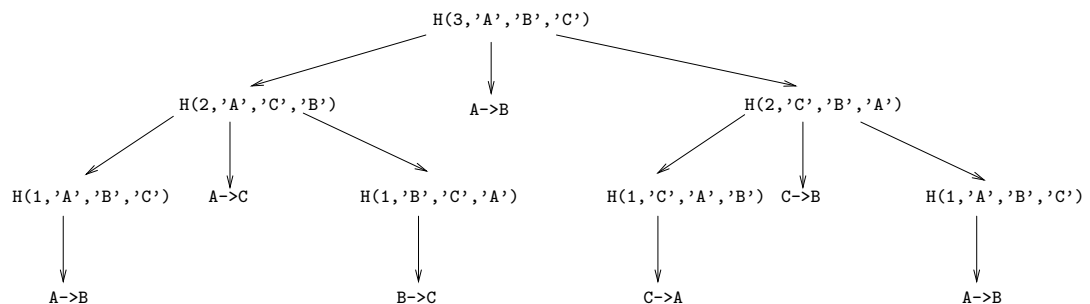 H(3,'A','B','C')
H(2,'A','C','B')
A->B
H(2,'C','B','A')
H(1,'A','B','C')
A->C
H(1,'B','C','A')
H(1,'C','A','B')
C->B
H(1,'A','B','C')
A->B
B->C
C->A
A->B